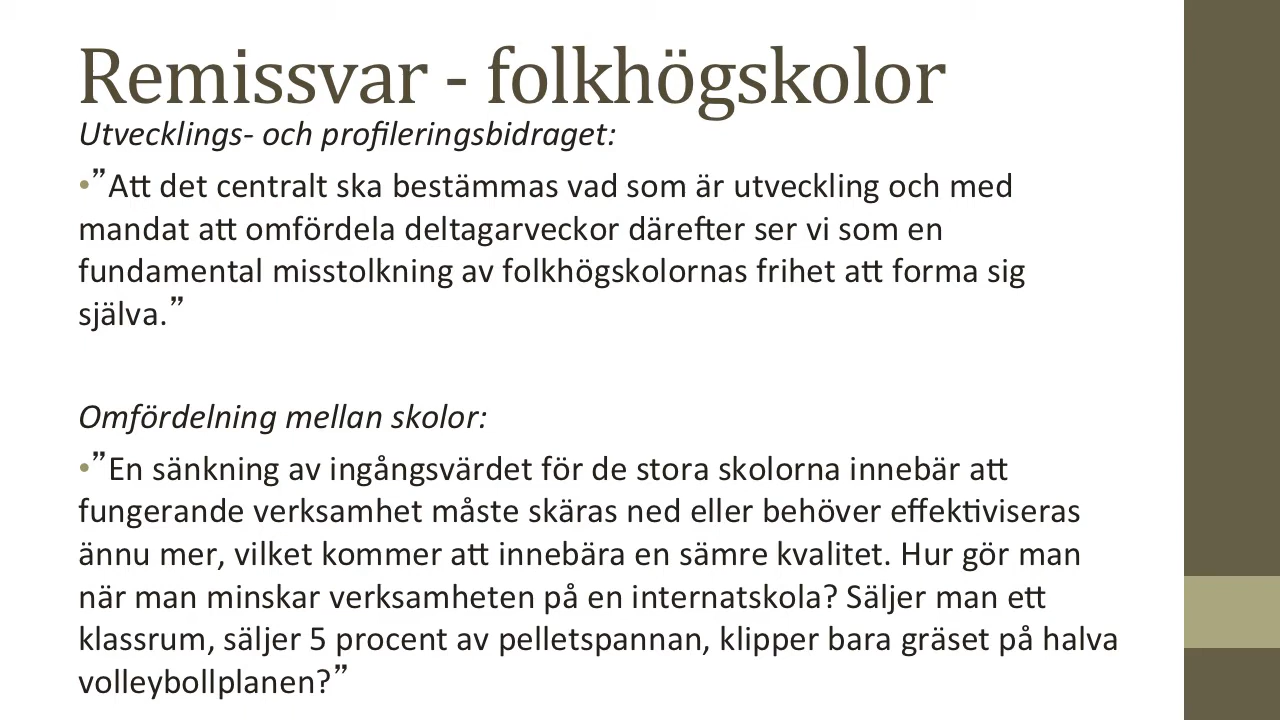 Remissvar - folkhögskolor
Utvecklings- och profileringsbidraget:
•”Att det centralt ska bestämmas vad som är utveckling och med
mandat att omfördela deltagarveckor därefter ser vi som en
fundamental misstolkning av folkhögskolornas frihet att forma sig
själva.”
Omfördelning mellan skolor:
•”En sänkning av ingångsvärdet för de stora skolorna innebär att
fungerande verksamhet måste skäras ned eller behöver effektiviseras
ännu mer, vilket kommer att innebära en sämre kvalitet. Hur gör man
när man minskar verksamheten på en internatskola? Säljer man ett
klassrum, säljer 5 procent av pelletspannan, klipper bara gräset på halva
volleybollplanen?”